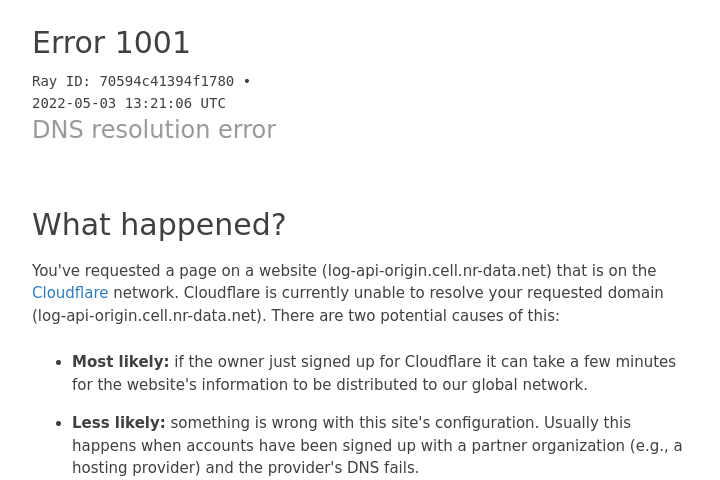 Error 1001
Ray ID: 70594c41394f1780 •
2022-05-03 13:21:06 UTC
DNS resolution error
What happened?
You've requested a page on a website (log-api-origin.cell.nr-data.net) that is on the
Cloudflare network. Cloudflare is currently unable to resolve your requested domain
(log-api-origin.cell.nr-data.net). There are two potential causes of this:
• Most likely: if the owner just signed up for Cloudflare it can take a few minutes
for the website's information to be distributed to our global network.
• Less likely: something is wrong with this site's configuration. Usually this
happens when accounts have been signed up with a partner organization (e.g., a
hosting provider) and the provider's DNS fails.